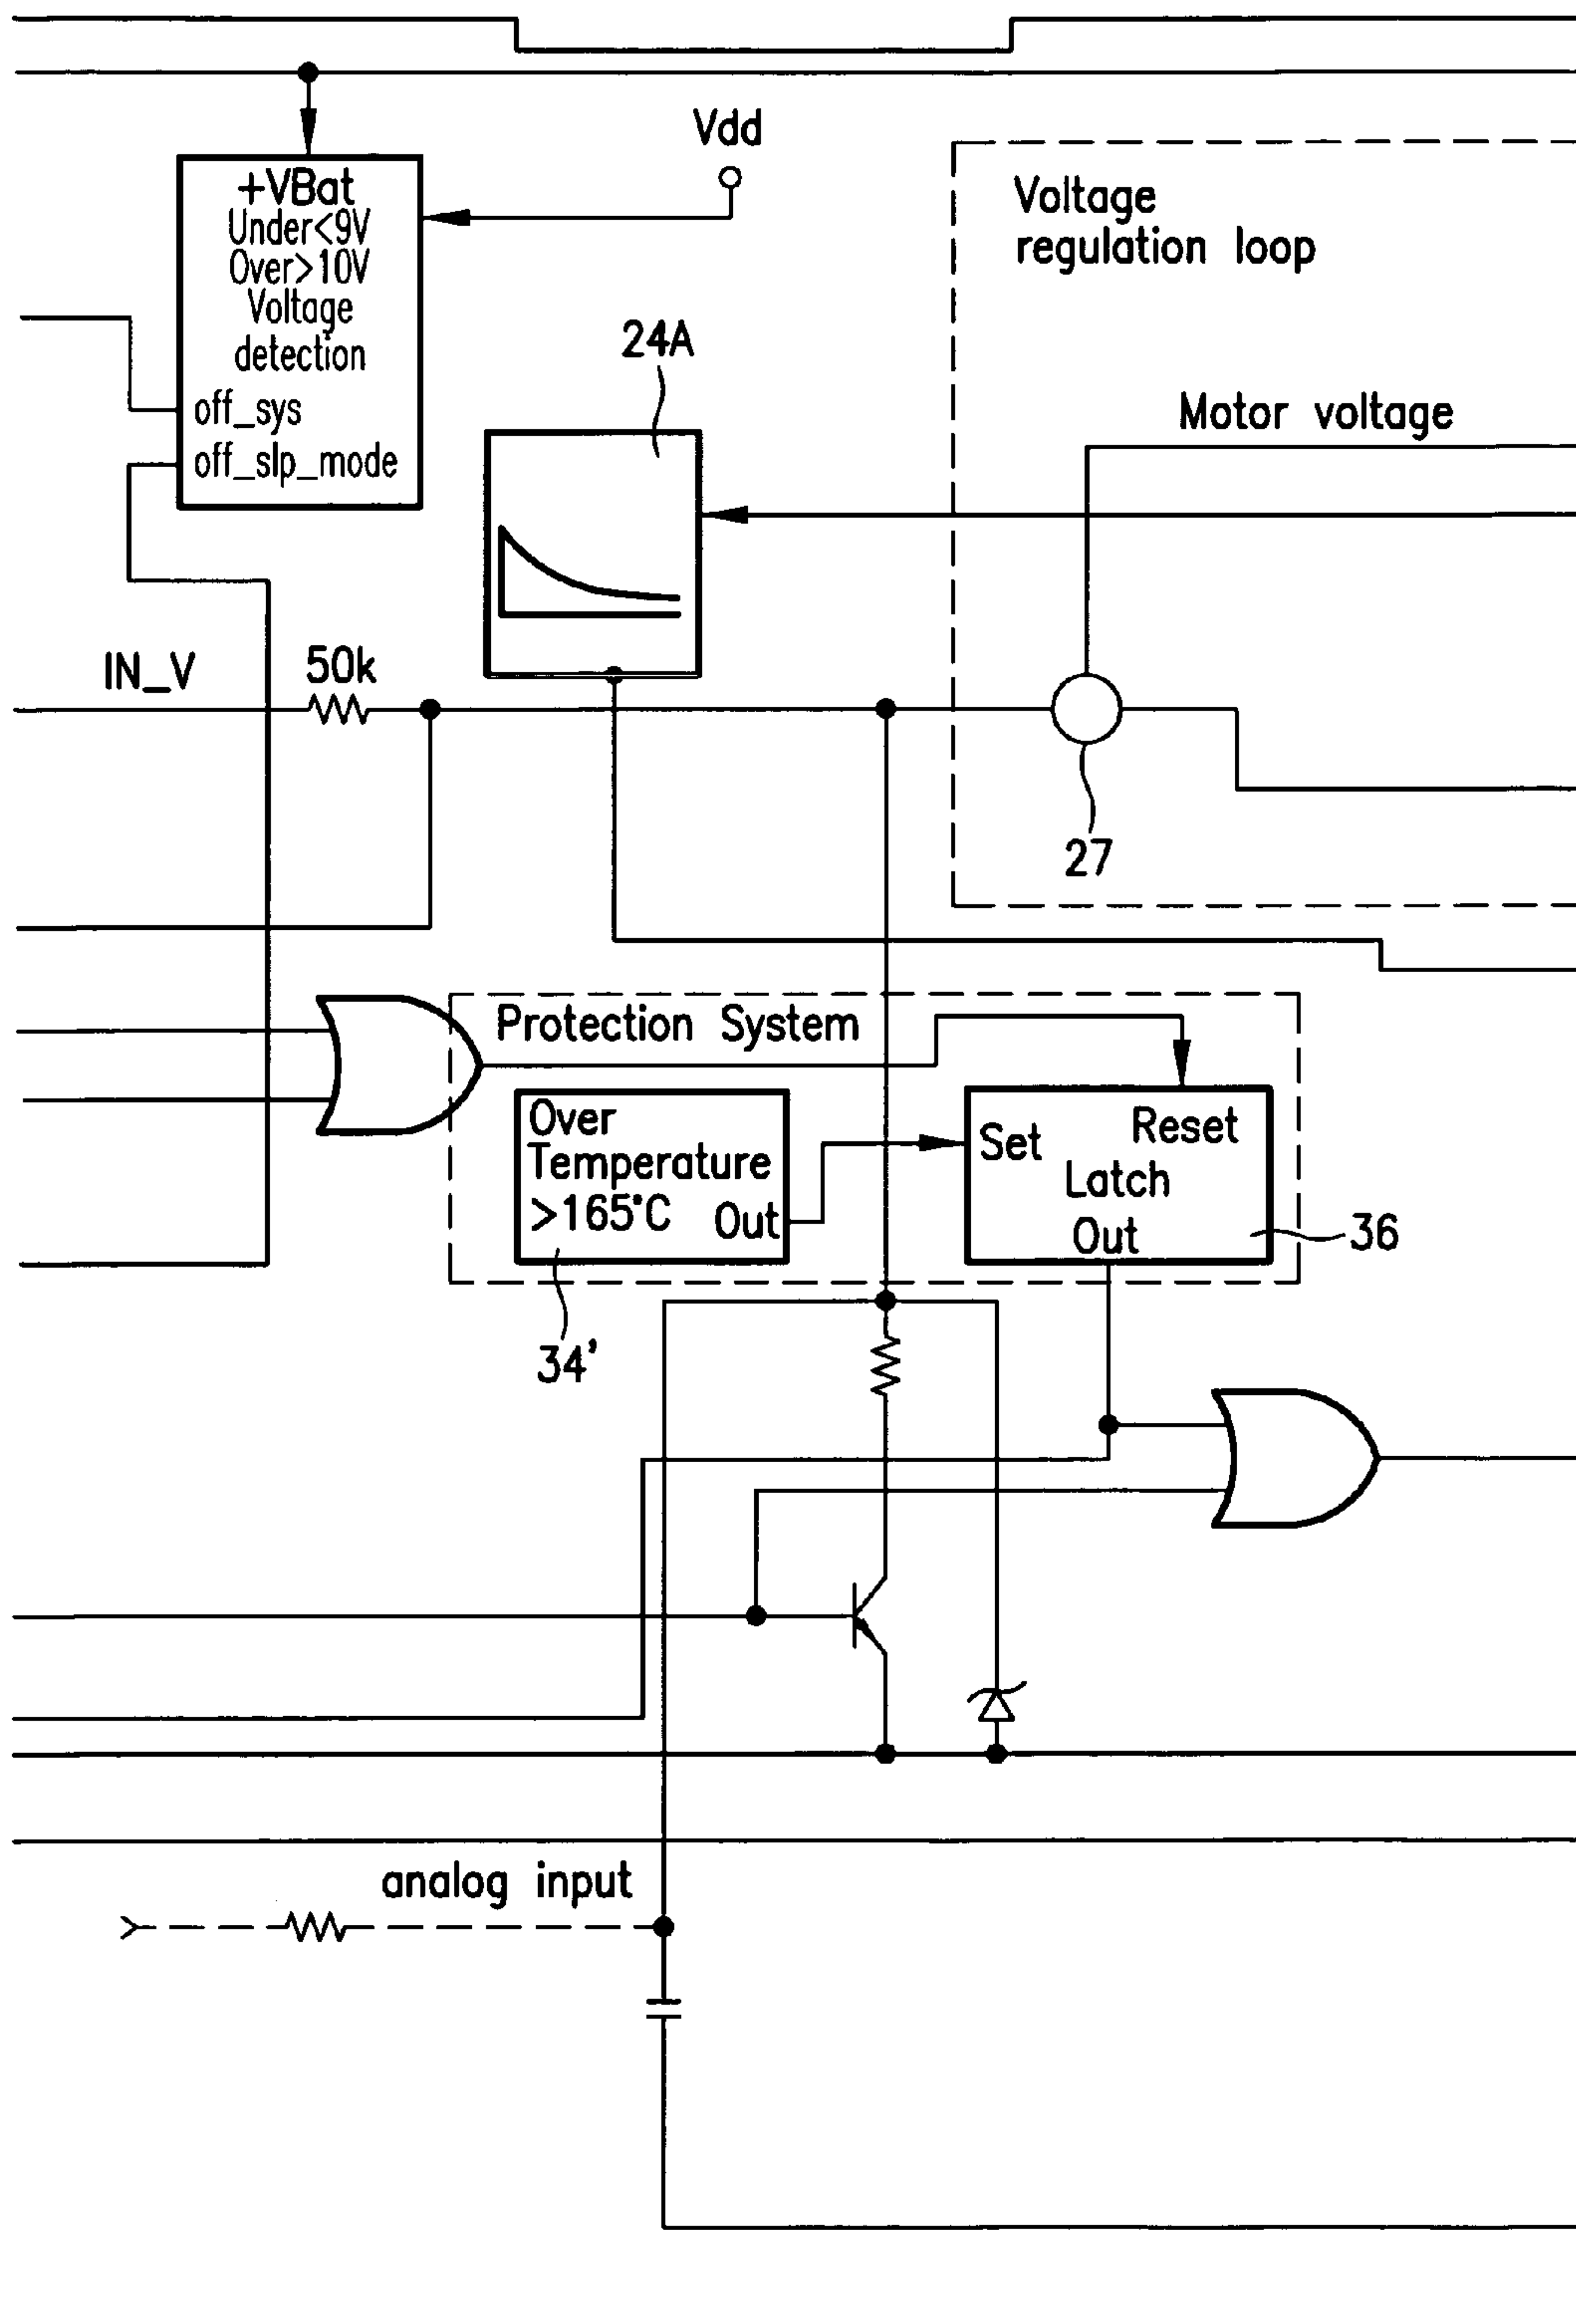 Vdd
+VBat
Under<9V
Over>10V
Voltage
detection
off_sys
off_slp_mode
Voltage
regulation loop
24A
Motor voltage
IN_V
50k
27
Protection System
Over
Temperature
>165°C
Out
Set
Reset
Latch
Out
36
34'
analog input